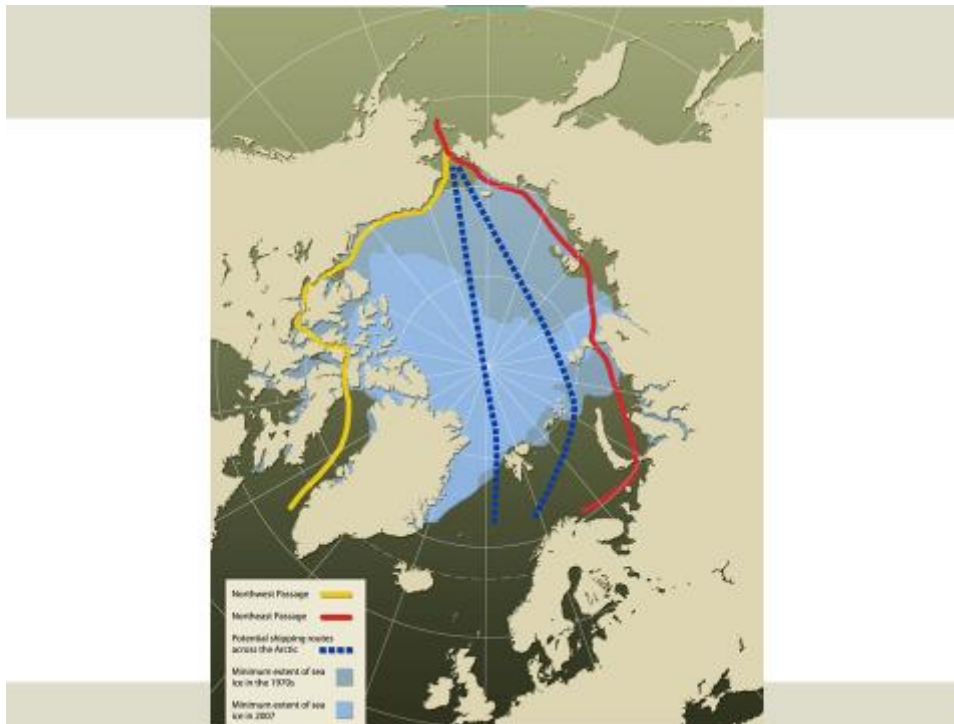 Northwest Passage
Northeast Passage
Potential shipping routes
across the Arctic
Minimum extent of sea
ice in the 1970s
Minimum extent of sea
ice in 2007